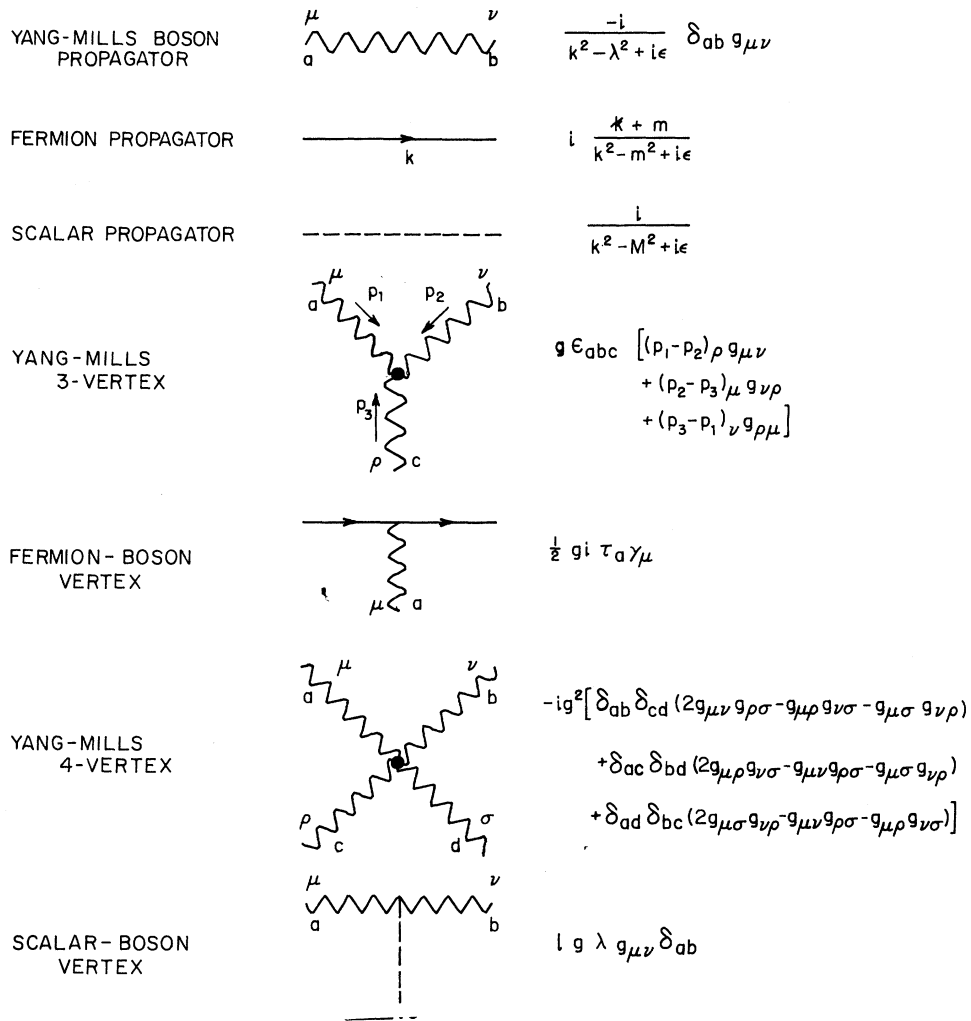 μ ν
YANG-MILLS BOSON
PROPAGATOR
a b
-i / (k² - λ² + iϵ) δ_ab g_μν
FERMION PROPAGATOR
k
i (k̸ + m) / (k² - m² + iϵ)
SCALAR PROPAGATOR
i / (k² - M² + iϵ)
μ ν
a p₁ p₂ b
YANG-MILLS
3-VERTEX
p₃
ρ c
g ϵ_abc [(p₁-p₂)_ρ g_μν
+ (p₂-p₃)_μ g_νρ
+ (p₃-p₁)_ν g_ρμ]
FERMION-BOSON
VERTEX
μ a
½ gi τ_a γ_μ
μ ν
a b
YANG-MILLS
4-VERTEX
ρ σ
c d
-ig²[δ_ab δ_cd (2g_μν g_ρσ - g_μρ g_νσ - g_μσ g_νρ)
+δ_ac δ_bd (2g_μρ g_νσ - g_μν g_ρσ - g_μσ g_νρ)
+δ_ad δ_bc (2g_μσ g_νρ - g_μν g_ρσ - g_μρ g_νσ)]
μ ν
a b
SCALAR-BOSON
VERTEX
i g λ g_μν δ_ab